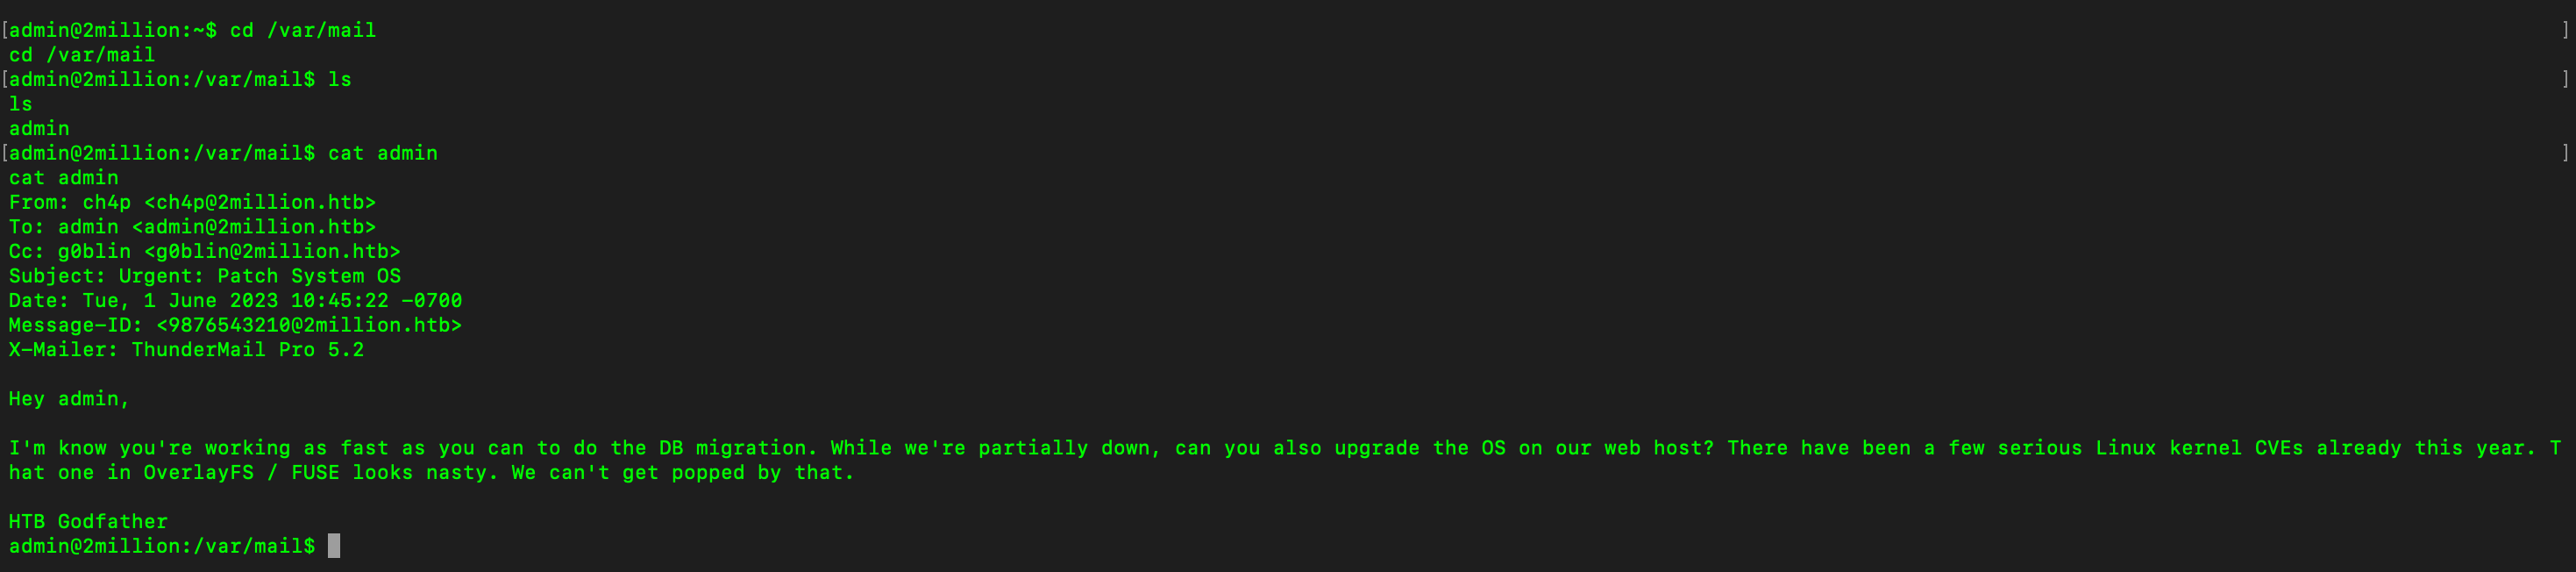 [admin@2million:~$ cd /var/mail ]
cd /var/mail
[admin@2million:/var/mail$ ls ]
ls
admin
[admin@2million:/var/mail$ cat admin ]
cat admin
From: ch4p <ch4p@2million.htb>
To: admin <admin@2million.htb>
Cc: g0blin <g0blin@2million.htb>
Subject: Urgent: Patch System OS
Date: Tue, 1 June 2023 10:45:22 -0700
Message-ID: <9876543210@2million.htb>
X-Mailer: ThunderMail Pro 5.2
Hey admin,
I'm know you're working as fast as you can to do the DB migration. While we're partially down, can you also upgrade the OS on our web host? There have been a few serious Linux kernel CVEs already this year. T
hat one in OverlayFS / FUSE looks nasty. We can't get popped by that.
HTB Godfather
admin@2million:/var/mail$